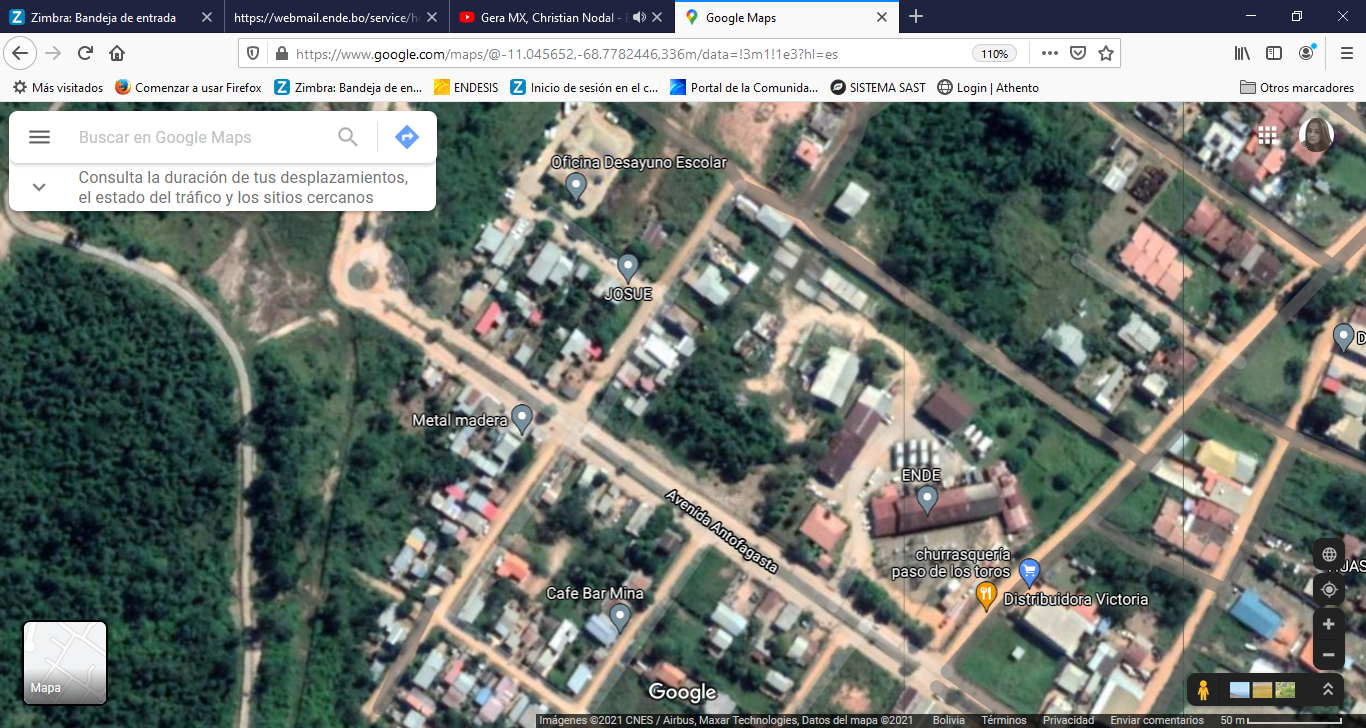 Zimbra: Bandeja de entrada
https://webmail.ende.bo/service/h
Gera MX, Christian Nodal -
Google Maps
https://www.google.com/maps/@-11.045652,-68.7782446,336m/data=!3m1!1e3?hl=es
110%
Más visitados
Comenzar a usar Firefox
Zimbra: Bandeja de en...
ENDESIS
Inicio de sesión en el c...
Portal de la Comunida...
SISTEMA SAST
Login | Athento
Otros marcadores
Buscar en Google Maps
Consulta la duración de tus desplazamientos,
el estado del tráfico y los sitios cercanos
Oficina Desayuno Escolar
JOSUE
D
Metal madera
ENDE
Avenida Antofagasta
churrasquería
paso de los toros
Distribuidora Victoria
Cafe Bar Mina
Mapa
Google
Imágenes ©2021 CNES / Airbus, Maxar Technologies, Datos del mapa ©2021
Bolivia
Términos
Privacidad
Enviar comentarios
50 m